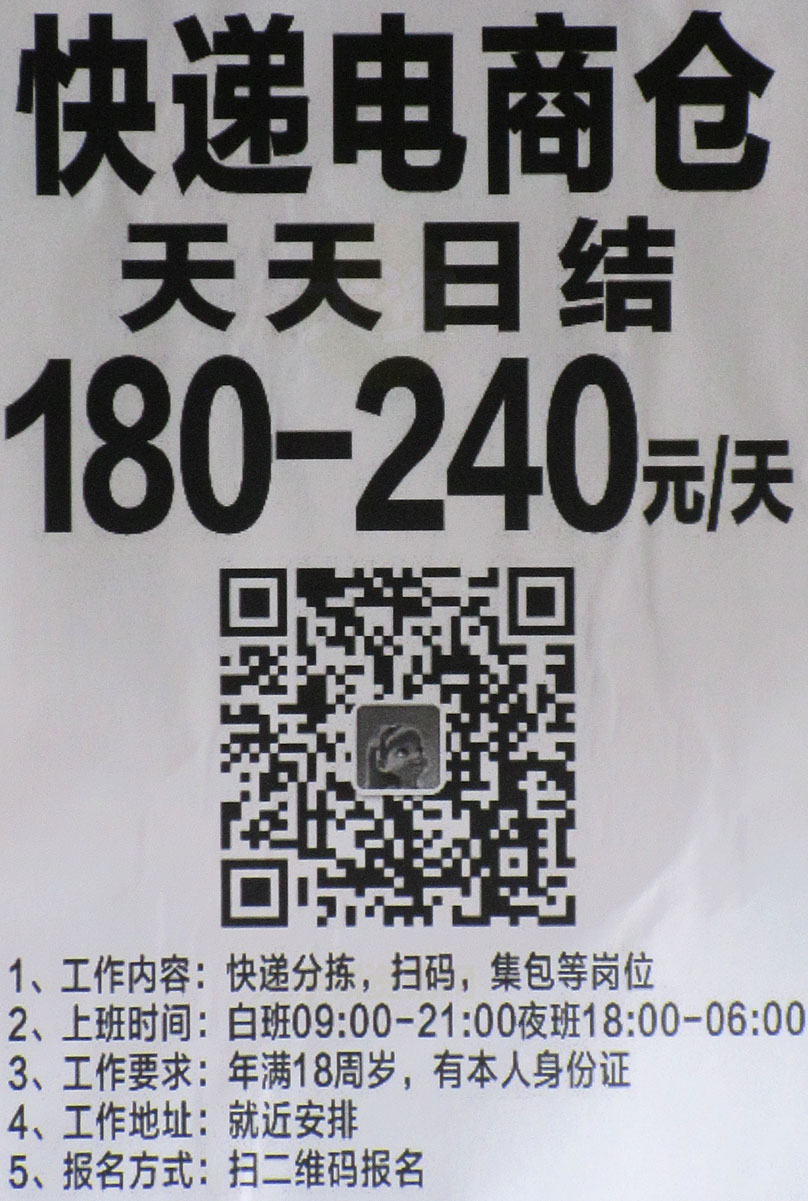 快递电商仓
天天日结
180-240元/天
1、工作内容：快递分拣，扫码，集包等岗位
2、上班时间：白班09:00-21:00夜班18:00-06:00
3、工作要求：年满18周岁，有本人身份证
4、工作地址：就近安排
5、报名方式：扫二维码报名